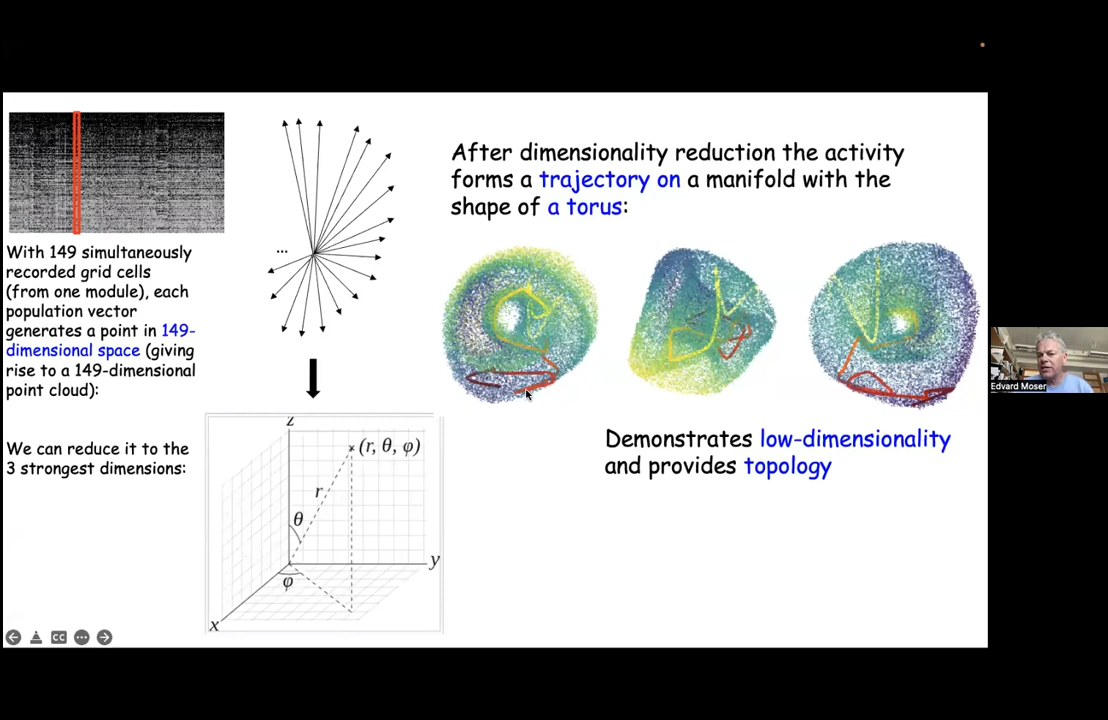 With 149 simultaneously
recorded grid cells
(from one module), each
population vector
generates a point in 149-
dimensional space (giving
rise to a 149-dimensional
point cloud):
We can reduce it to the
3 strongest dimensions:
...
z
(r, θ, φ)
r
θ
φ
y
x
After dimensionality reduction the activity
forms a trajectory on a manifold with the
shape of a torus:
Demonstrates low-dimensionality
and provides topology
CC
Edvard Moser